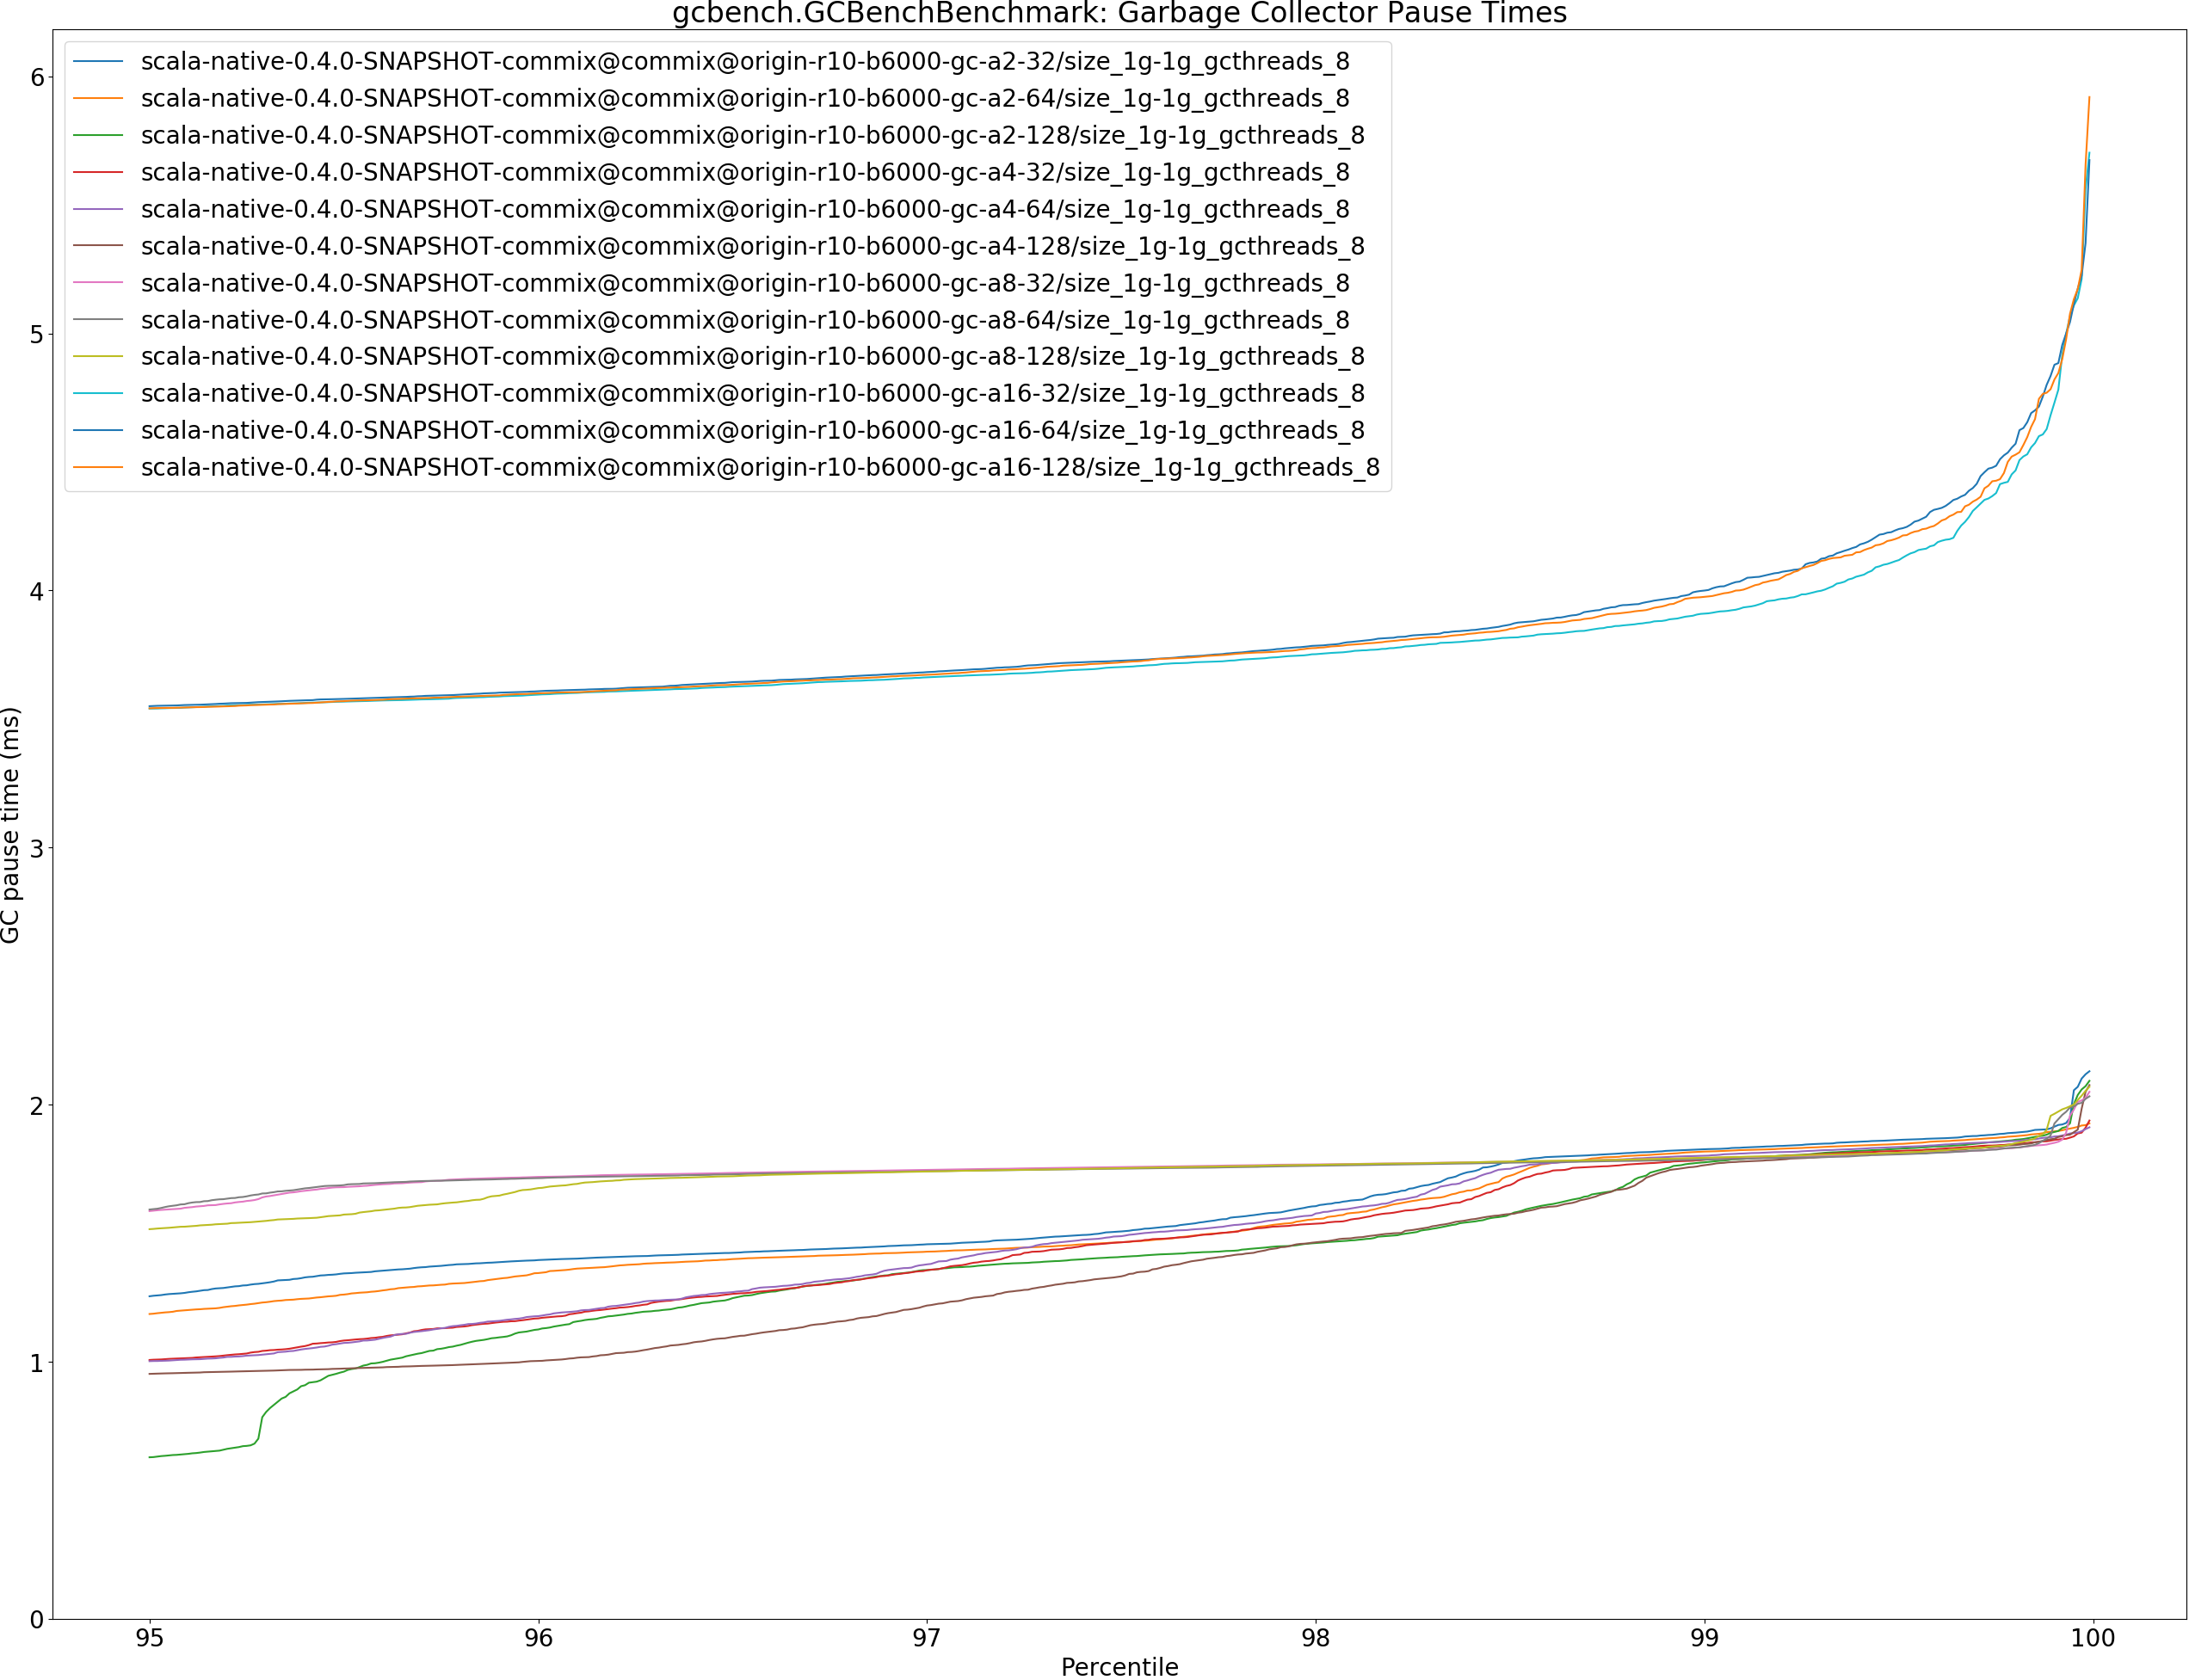 gcbench.GCBenchBenchmark: Garbage Collector Pause Times
scala-native-0.4.0-SNAPSHOT-commix@commix@origin-r10-b6000-gc-a2-32/size_1g-1g_gcthreads_8
scala-native-0.4.0-SNAPSHOT-commix@commix@origin-r10-b6000-gc-a2-64/size_1g-1g_gcthreads_8
scala-native-0.4.0-SNAPSHOT-commix@commix@origin-r10-b6000-gc-a2-128/size_1g-1g_gcthreads_8
scala-native-0.4.0-SNAPSHOT-commix@commix@origin-r10-b6000-gc-a4-32/size_1g-1g_gcthreads_8
scala-native-0.4.0-SNAPSHOT-commix@commix@origin-r10-b6000-gc-a4-64/size_1g-1g_gcthreads_8
scala-native-0.4.0-SNAPSHOT-commix@commix@origin-r10-b6000-gc-a4-128/size_1g-1g_gcthreads_8
scala-native-0.4.0-SNAPSHOT-commix@commix@origin-r10-b6000-gc-a8-32/size_1g-1g_gcthreads_8
scala-native-0.4.0-SNAPSHOT-commix@commix@origin-r10-b6000-gc-a8-64/size_1g-1g_gcthreads_8
scala-native-0.4.0-SNAPSHOT-commix@commix@origin-r10-b6000-gc-a8-128/size_1g-1g_gcthreads_8
scala-native-0.4.0-SNAPSHOT-commix@commix@origin-r10-b6000-gc-a16-32/size_1g-1g_gcthreads_8
scala-native-0.4.0-SNAPSHOT-commix@commix@origin-r10-b6000-gc-a16-64/size_1g-1g_gcthreads_8
scala-native-0.4.0-SNAPSHOT-commix@commix@origin-r10-b6000-gc-a16-128/size_1g-1g_gcthreads_8
GC pause time (ms)
6
5
4
3
2
1
0
95 96 97 98 99 100
Percentile